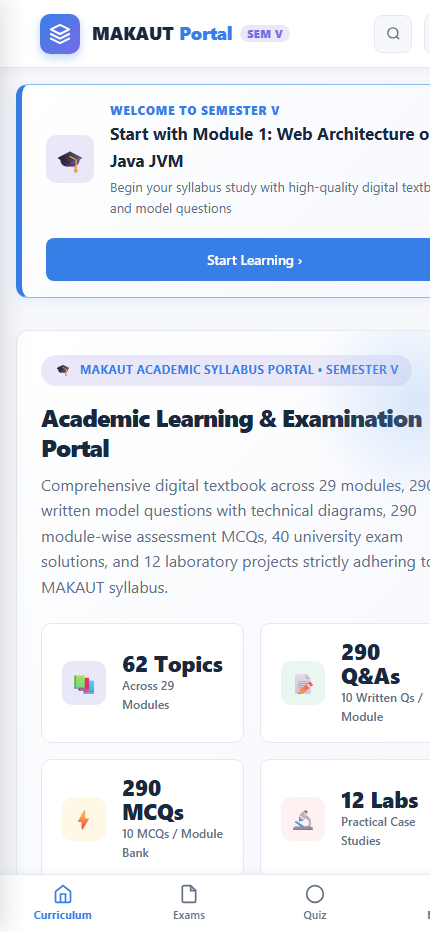 MAKAUT Portal SEM V
WELCOME TO SEMESTER V
Start with Module 1: Web Architecture
Java JVM
Begin your syllabus study with high-quality digital
and model questions
Start Learning ›
MAKAUT ACADEMIC SYLLABUS PORTAL • SEMESTER V
Academic Learning & Examination
Portal
Comprehensive digital textbook across 29 modules, 290
written model questions with technical diagrams, 290
module-wise assessment MCQs, 40 university exam
solutions, and 12 laboratory projects strictly adhering
MAKAUT syllabus.
62 Topics
Across 29
Modules
290
Q&As
10 Written Qs /
Module
290
MCQs
10 MCQs / Module
Bank
12 Labs
Practical Case
Studies
Curriculum
Exams
Quiz